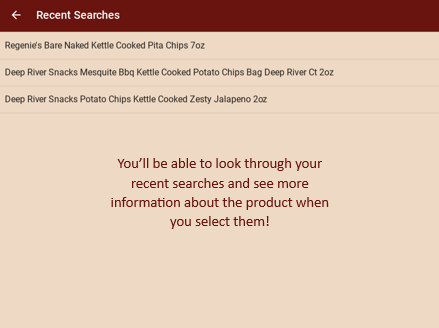 Recent Searches
Regenie's Bare Naked Kettle Cooked Pita Chips 7oz
Deep River Snacks Mesquite Bbq Kettle Cooked Potato Chips Bag Deep River Ct 2oz
Deep River Snacks Potato Chips Kettle Cooked Zesty Jalapeno 2oz
You’ll be able to look through your
recent searches and see more
information about the product when
you select them!